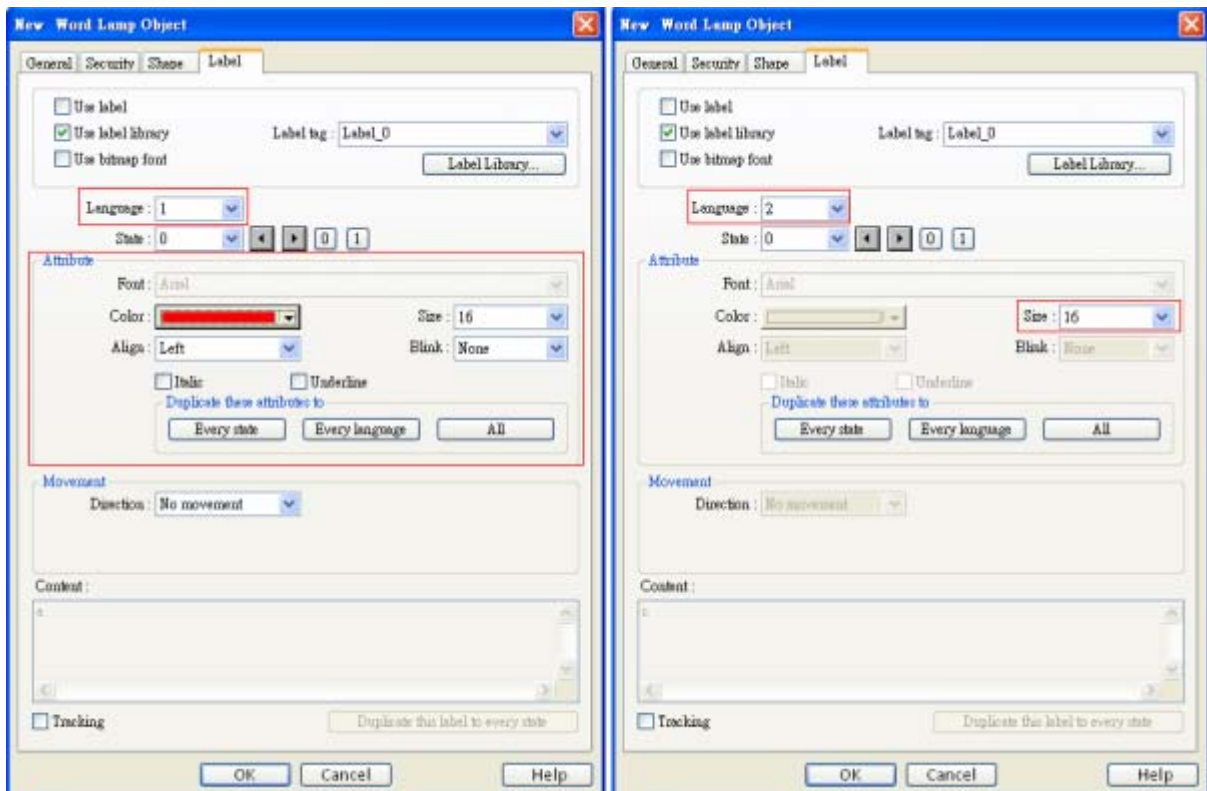 New Word Lamp Object
General Security Shape Label
Use label
Use label library Label tag : Label_0
Use bitmap font Label Library...
Language : 1
State : 0 0 1
Attribute
Font : Arial
Color : Size : 16
Align : Left Blink : None
Italic Underline
Duplicate these attributes to
Every state Every language All
Movement
Direction : No movement
Content :
Tracking Duplicate this label to every state
OK Cancel Help
New Word Lamp Object
General Security Shape Label
Use label
Use label library Label tag : Label_0
Use bitmap font Label Library...
Language : 2
State : 0 0 1
Attribute
Font : Arial
Color : Size : 16
Align : Left Blink : None
Italic Underline
Duplicate these attributes to
Every state Every language All
Movement
Direction : No movement
Content :
Tracking Duplicate this label to every state
OK Cancel Help